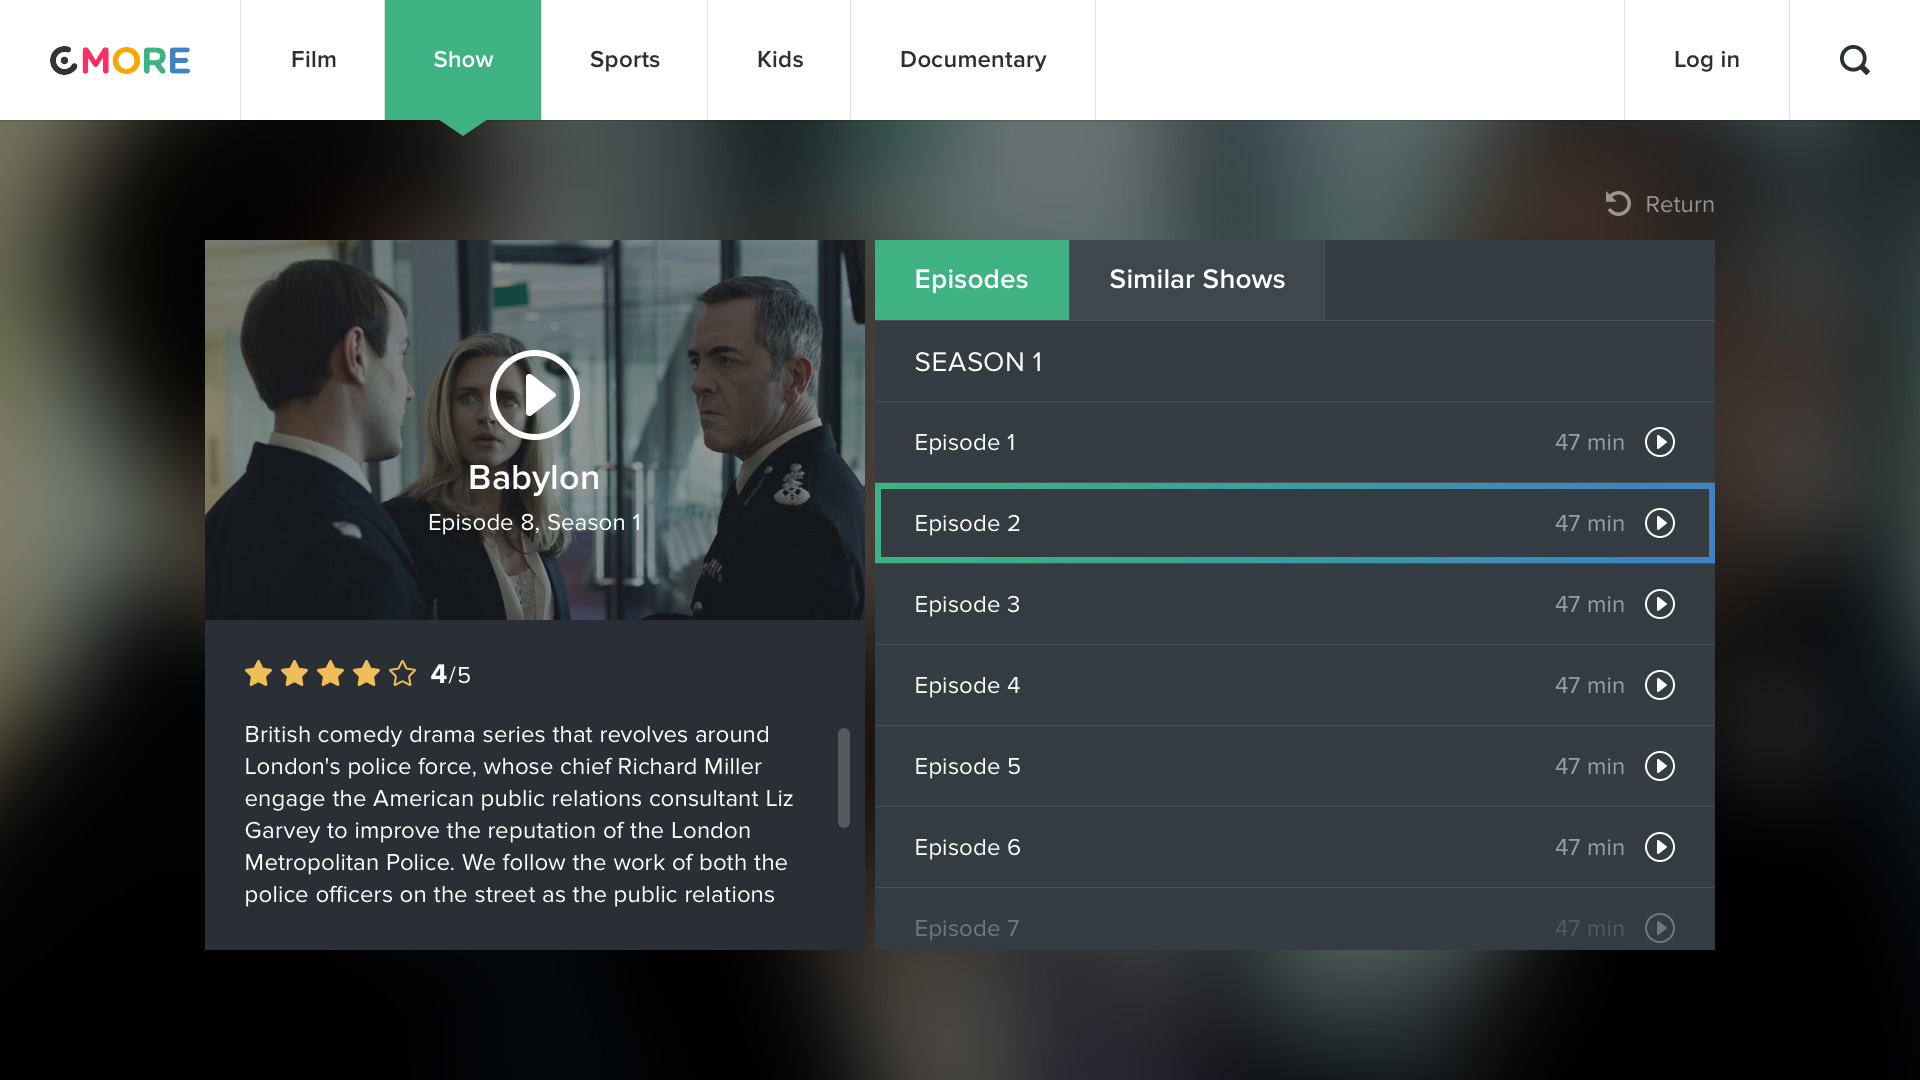 C MORE
Film
Show
Sports
Kids
Documentary
Log in
Return
Babylon
Episode 8, Season 1
4/5
British comedy drama series that revolves around
London's police force, whose chief Richard Miller
engage the American public relations consultant Liz
Garvey to improve the reputation of the London
Metropolitan Police. We follow the work of both the
police officers on the street as the public relations
Episodes
Similar Shows
SEASON 1
Episode 1 47 min
Episode 2 47 min
Episode 3 47 min
Episode 4 47 min
Episode 5 47 min
Episode 6 47 min
Episode 7 47 min